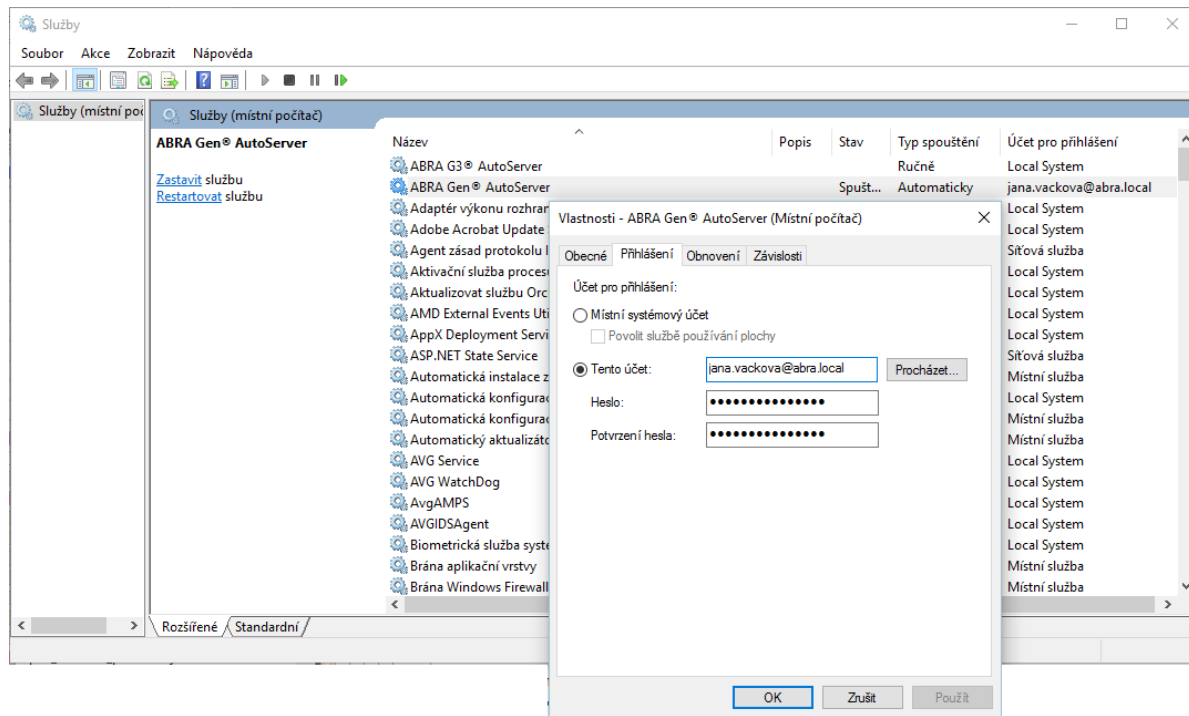 Služby
Soubor Akce Zobrazit Nápověda
Služby (místní poč
Služby (místní počítač)
ABRA Gen® AutoServer
Zastavit službu
Restartovat službu
Název Popis Stav Typ spouštění Účet pro přihlášení
ABRA G3® AutoServer Ručně Local System
ABRA Gen® AutoServer Spušt... Automaticky jana.vackova@abra.local
Adaptér výkonu rozhran Local System
Adobe Acrobat Update Local System
Agent zásad protokolu I Síťová služba
Aktivační služba proces Local System
Aktualizovat službu Orc Local System
AMD External Events Uti Local System
AppX Deployment Servi Local System
ASP.NET State Service Síťová služba
Automatická instalace z Místní služba
Automatická konfigurac Local System
Automatická konfigurac Místní služba
Automatický aktualizáto Místní služba
AVG Service Local System
AVG WatchDog Local System
AvgAMPS Local System
AVGIDSAgent Local System
Biometrická služba systé Local System
Brána aplikační vrstvy Místní služba
Brána Windows Firewall Místní služba
Rozšířené Standardní
Vlastnosti - ABRA Gen® AutoServer (Místní počítač)
Obecné Přihlášení Obnovení Závislosti
Účet pro přihlášení:
Místní systémový účet
Povolit službě používání plochy
Tento účet: jana.vackova@abra.local Procházet...
Heslo: •••••••••••••••
Potvrzení hesla: •••••••••••••••
OK Zrušit Použít